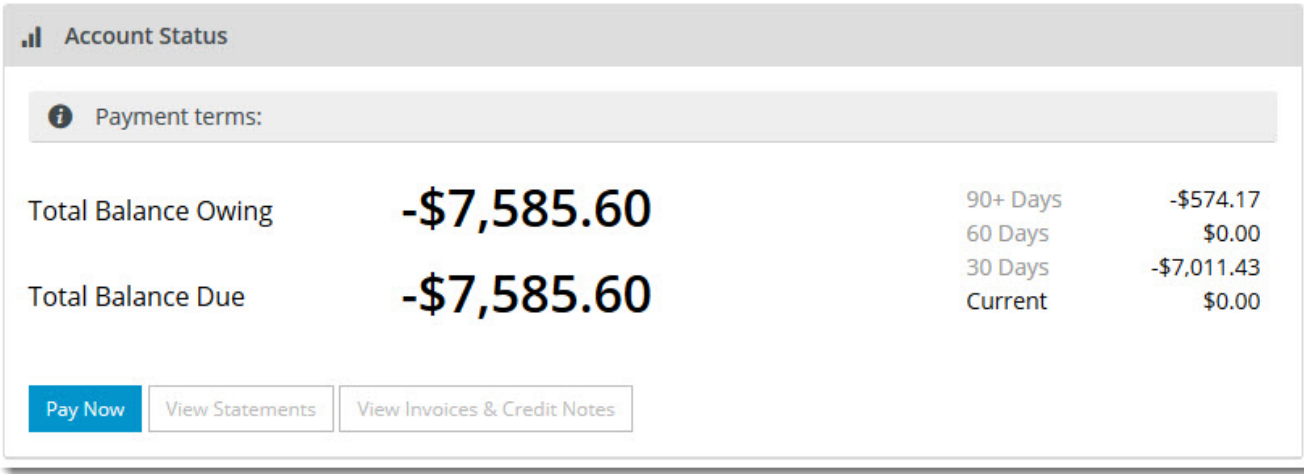 Account Status
Payment terms:
Total Balance Owing -$7,585.60
Total Balance Due -$7,585.60
90+ Days -$574.17
60 Days $0.00
30 Days -$7,011.43
Current $0.00
Pay Now View Statements View Invoices & Credit Notes